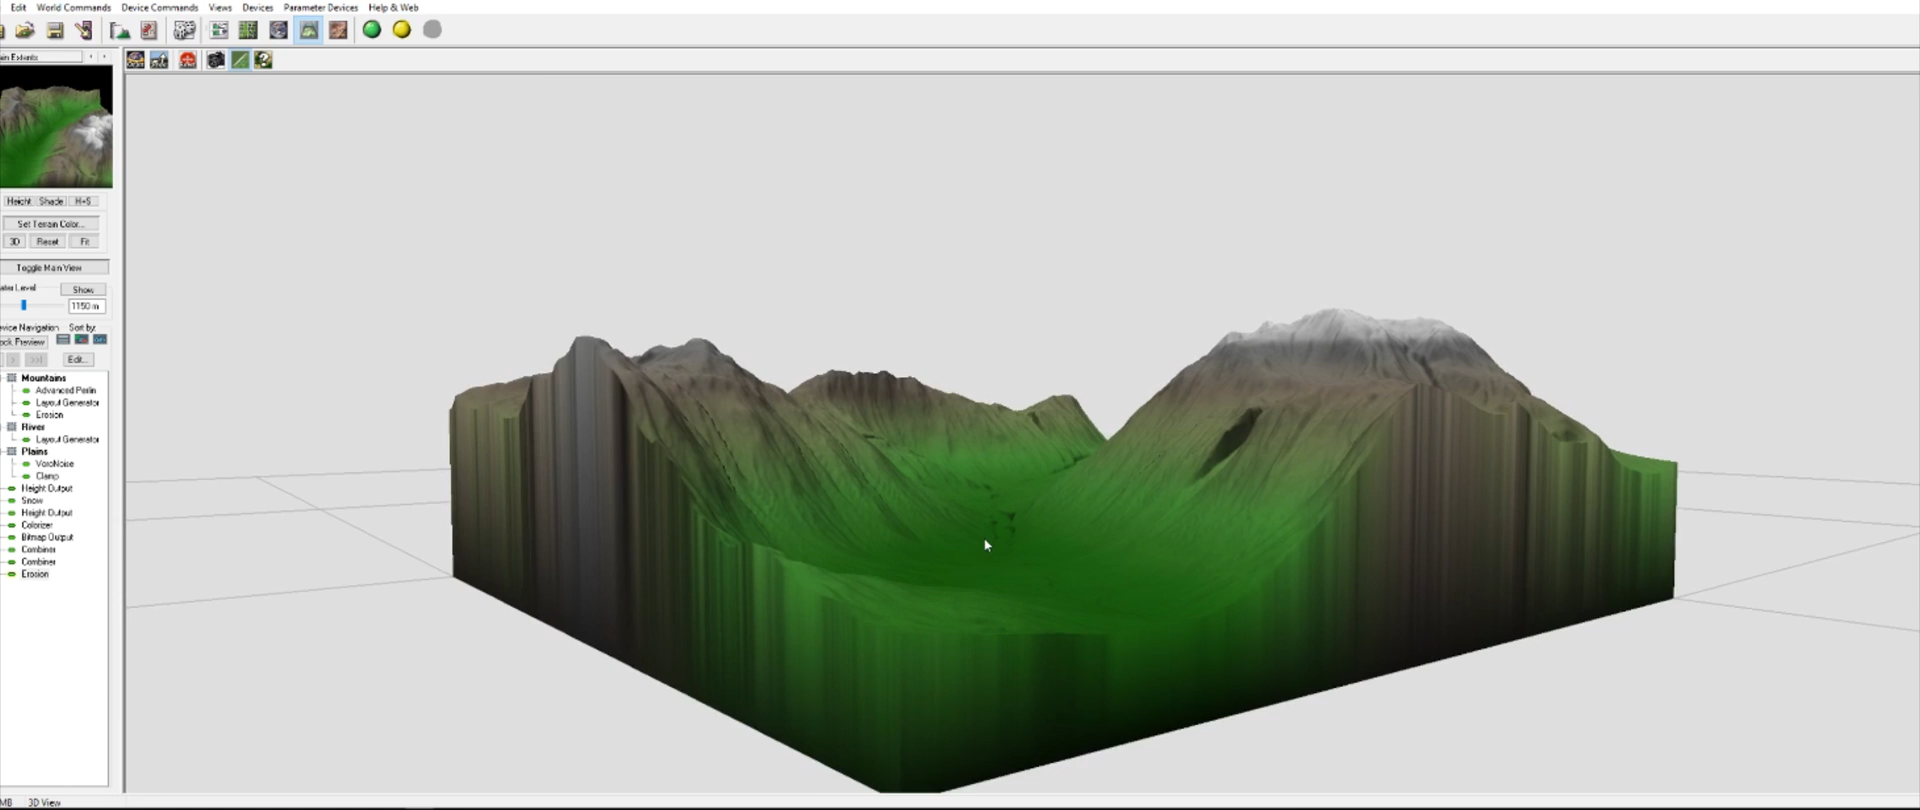 Edit World Commands Device Commands Views Devices Parameter Devices Help & Web
in Extents
Height Shade H+S
Set Terrain Color...
3D Reset Fit
Toggle Main View
ater Level Show
1150 m
evice Navigation Sort by:
ock Preview
Edit...
Mountains
Advanced Perlin
Layout Generator
Erosion
River
Layout Generator
Plains
VoroNoise
Clamp
Height Output
Snow
Height Output
Colorizer
Bitmap Output
Combiner
Combiner
Erosion
MB 3D View